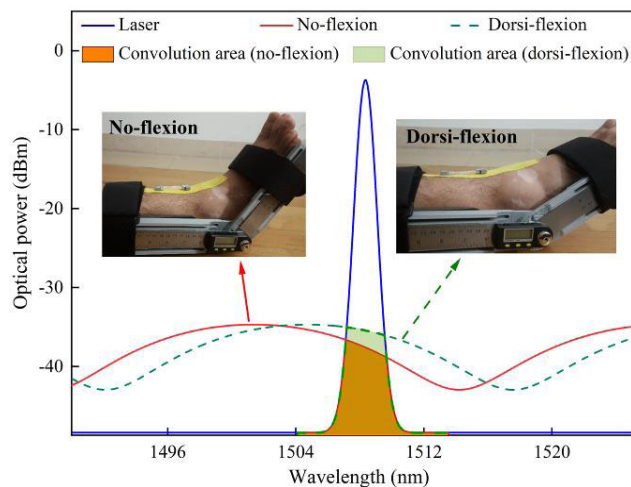 Laser No-flexion Dorsi-flexion
Convolution area (no-flexion) Convolution area (dorsi-flexion)
No-flexion
Dorsi-flexion
Optical power (dBm)
0
-10
-20
-30
-40
1496 1504 1512 1520
Wavelength (nm)